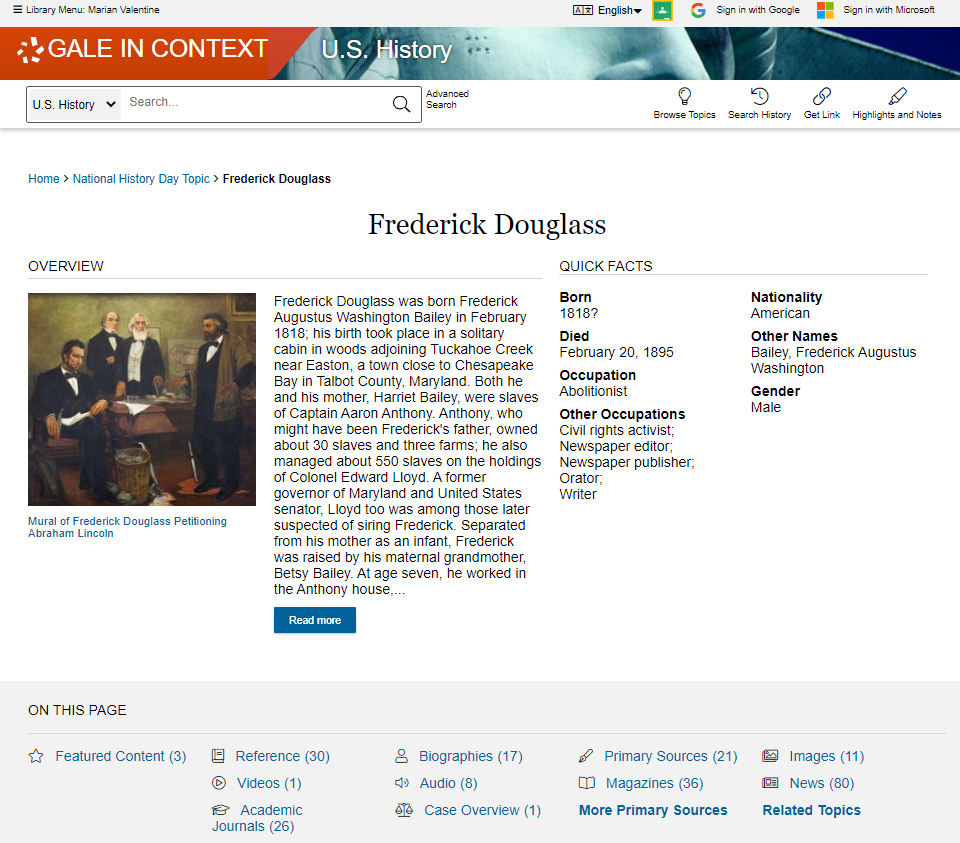 Library Menu: Marian Valentine
English
Sign in with Google
Sign in with Microsoft
GALE IN CONTEXT
U.S. History
U.S. History
Search...
Advanced
Search
Browse Topics
Search History
Get Link
Highlights and Notes
Home > National History Day Topic > Frederick Douglass
Frederick Douglass
OVERVIEW
Mural of Frederick Douglass Petitioning
Abraham Lincoln
Frederick Douglass was born Frederick
Augustus Washington Bailey in February
1818; his birth took place in a solitary
cabin in woods adjoining Tuckahoe Creek
near Easton, a town close to Chesapeake
Bay in Talbot County, Maryland. Both he
and his mother, Harriet Bailey, were slaves
of Captain Aaron Anthony. Anthony, who
might have been Frederick's father, owned
about 30 slaves and three farms; he also
managed about 550 slaves on the holdings
of Colonel Edward Lloyd. A former
governor of Maryland and United States
senator, Lloyd too was among those later
suspected of siring Frederick. Separated
from his mother as an infant, Frederick
was raised by his maternal grandmother,
Betsy Bailey. At age seven, he worked in
the Anthony house,...
Read more
QUICK FACTS
Born
1818?
Died
February 20, 1895
Occupation
Abolitionist
Other Occupations
Civil rights activist;
Newspaper editor;
Newspaper publisher;
Orator;
Writer
Nationality
American
Other Names
Bailey, Frederick Augustus
Washington
Gender
Male
ON THIS PAGE
Featured Content (3)
Reference (30)
Biographies (17)
Primary Sources (21)
Images (11)
Videos (1)
Audio (8)
Magazines (36)
News (80)
Academic
Journals (26)
Case Overview (1)
More Primary Sources
Related Topics